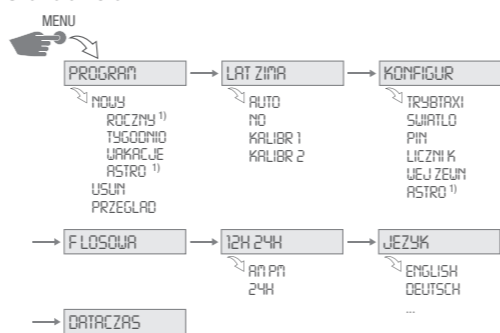 MENU
PROGRAM
NOWY
ROCZNY 1)
TYGODNIO
WAKACJE
ASTRO 1)
USUN
PRZEGLAD
LAT ZIMA
AUTO
NO
KALIBR 1
KALIBR 2
KONFIGUR
TRYBTAXI
SWIATLO
PIN
LICZNIK
WEJ ZEWN
ASTRO 1)
F LOSOWA
12H 24H
AM PM
24H
JEZYK
ENGLISH
DEUTSCH
...
DATACZAS